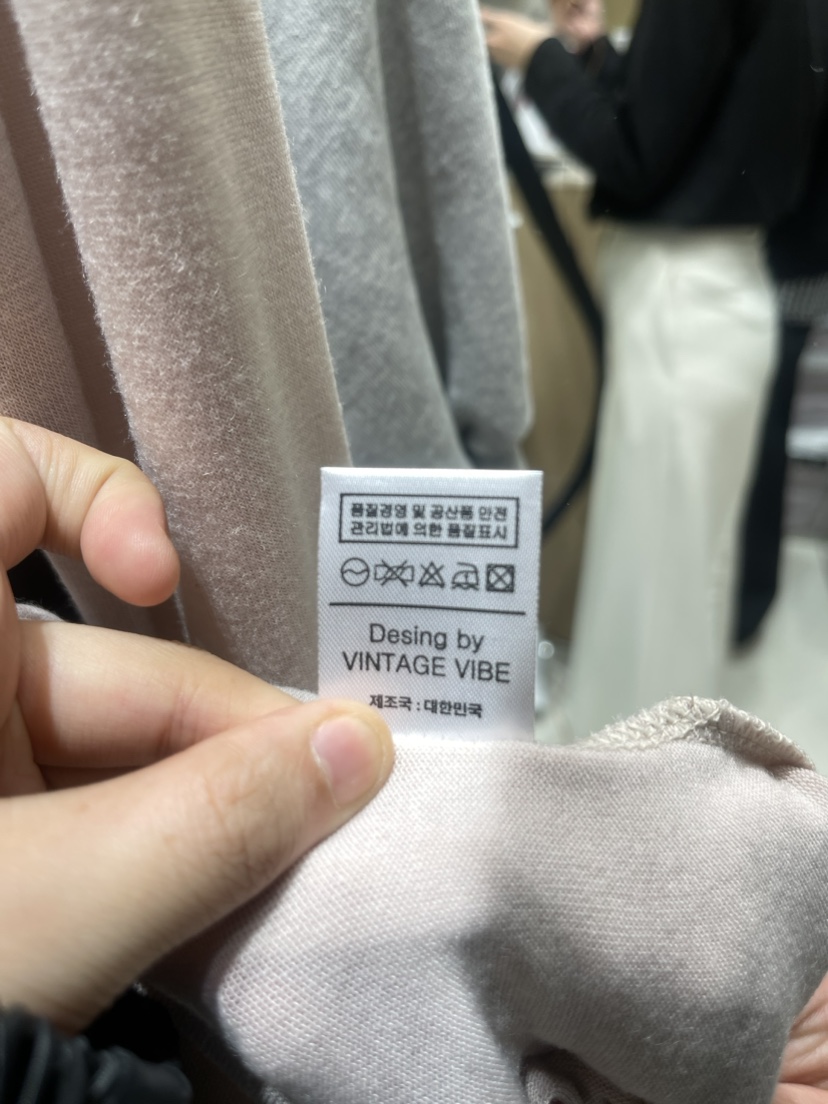 품질경영 및 공산품 안전
관리법에 의한 품질표시
Desing by
VINTAGE VIBE
제조국 : 대한민국